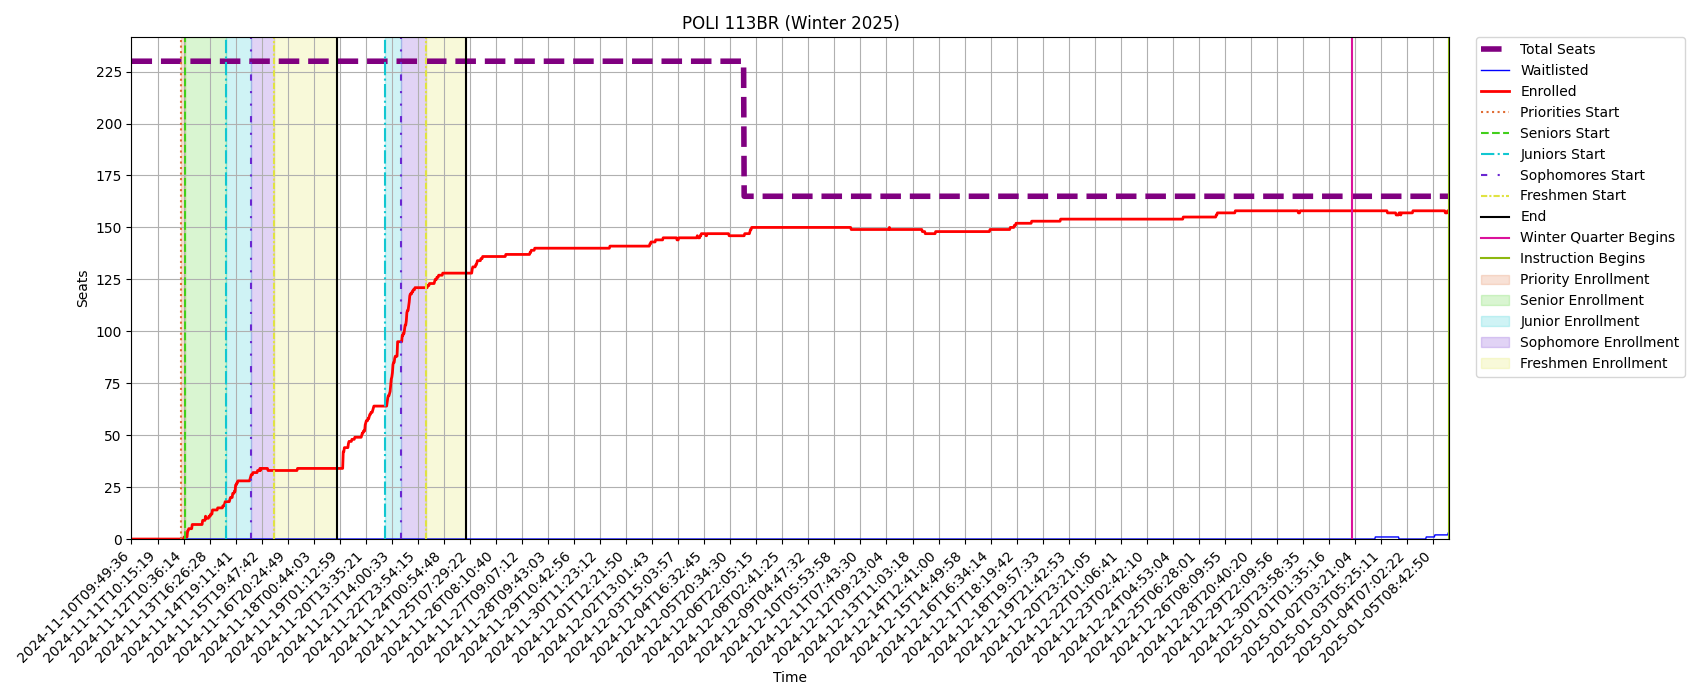 POLI 113BR (Winter 2025)
Seats
225
200
175
150
125
100
75
50
25
0
2024-11-10T09:49:36
2024-11-11T10:15:19
2024-11-12T10:36:14
2024-11-13T16:26:28
2024-11-14T19:11:41
2024-11-15T19:47:42
2024-11-16T20:24:49
2024-11-18T00:44:03
2024-11-19T01:12:59
2024-11-20T13:35:21
2024-11-21T14:00:33
2024-11-22T23:54:15
2024-11-24T00:54:48
2024-11-25T07:29:22
2024-11-26T08:10:40
2024-11-27T09:07:12
2024-11-28T09:43:03
2024-11-29T10:42:56
2024-11-30T11:23:12
2024-12-01T12:21:50
2024-12-02T13:01:43
2024-12-03T15:03:57
2024-12-04T16:32:45
2024-12-05T20:34:30
2024-12-06T22:05:15
2024-12-08T02:41:25
2024-12-09T04:47:32
2024-12-10T05:53:58
2024-12-11T07:43:30
2024-12-12T09:23:04
2024-12-13T11:03:18
2024-12-14T12:41:00
2024-12-15T14:49:58
2024-12-16T16:34:14
2024-12-17T18:19:42
2024-12-18T19:57:33
2024-12-19T21:42:53
2024-12-20T23:21:05
2024-12-22T01:06:41
2024-12-23T02:42:10
2024-12-24T04:53:04
2024-12-25T06:28:01
2024-12-26T08:09:55
2024-12-28T20:40:20
2024-12-29T22:09:56
2024-12-30T23:58:35
2025-01-01T01:35:16
2025-01-02T03:21:04
2025-01-03T05:25:11
2025-01-04T07:02:22
2025-01-05T08:42:50
Time
Total Seats
Waitlisted
Enrolled
Priorities Start
Seniors Start
Juniors Start
Sophomores Start
Freshmen Start
End
Winter Quarter Begins
Instruction Begins
Priority Enrollment
Senior Enrollment
Junior Enrollment
Sophomore Enrollment
Freshmen Enrollment